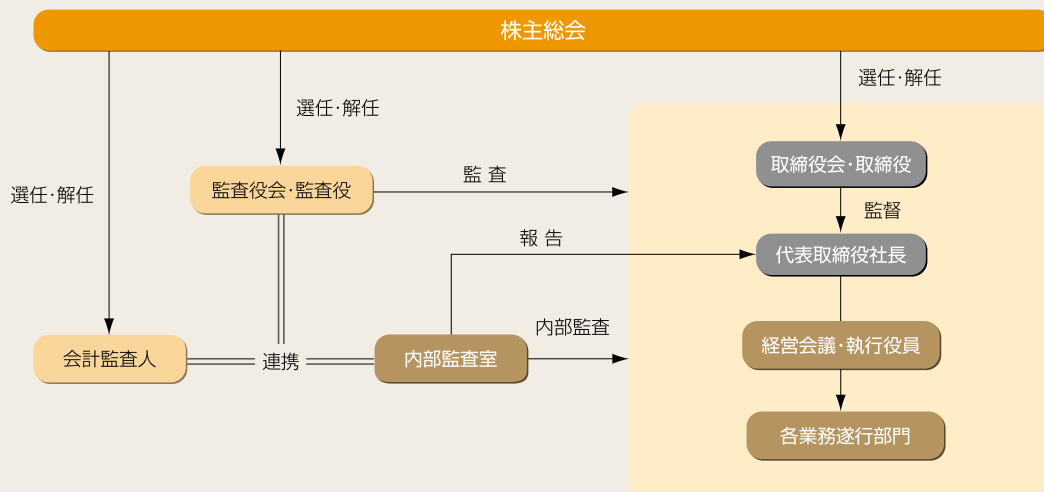 株主総会
選任・解任
選任・解任
選任・解任
監査役会・監査役
監 査
取締役会・取締役
監督
報 告
代表取締役社長
内部監査
会計監査人
連携
内部監査室
経営会議・執行役員
各業務遂行部門